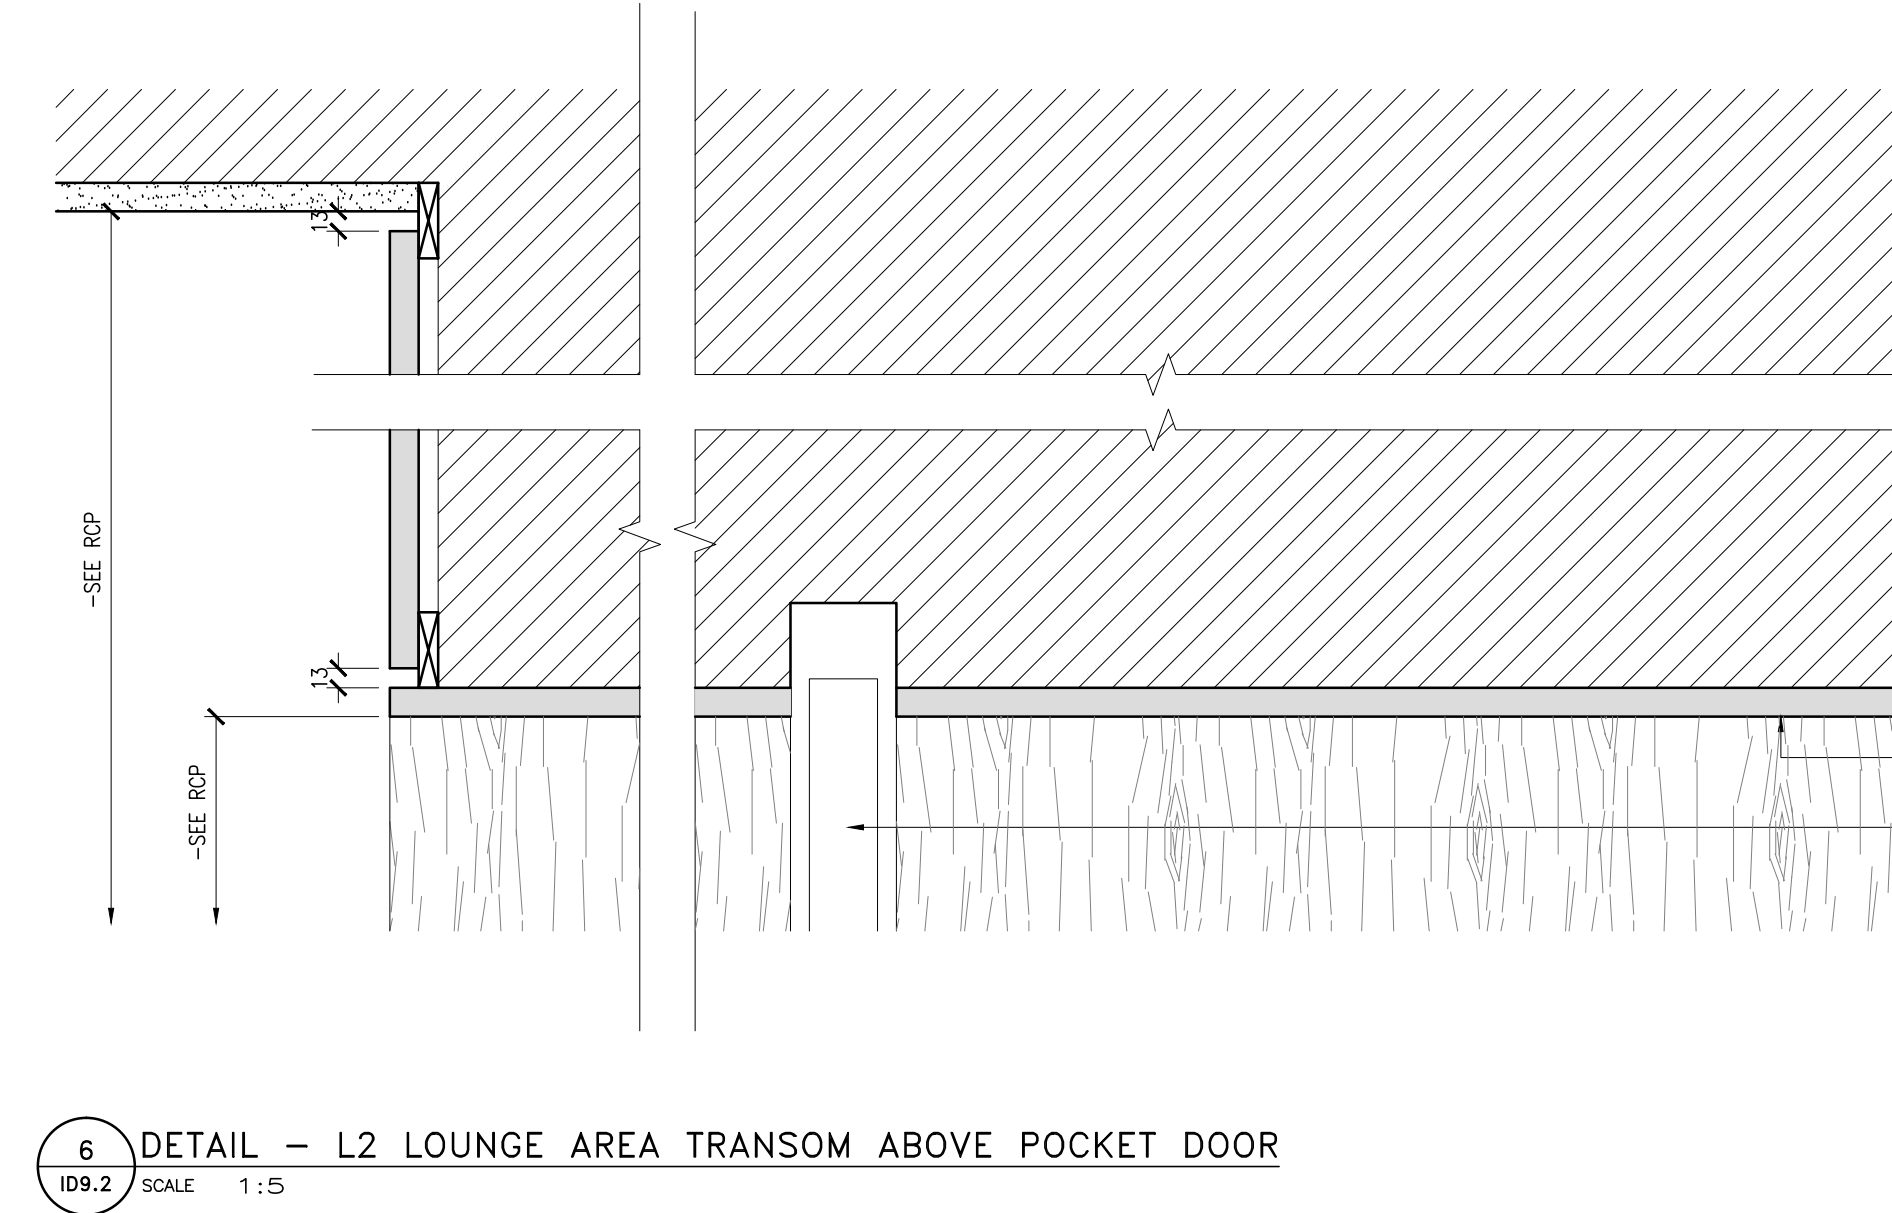 13
-SEE RCP
13
-SEE RCP
6
DETAIL - L2 LOUNGE AREA TRANSOM ABOVE POCKET DOOR
ID9.2
SCALE 1:5